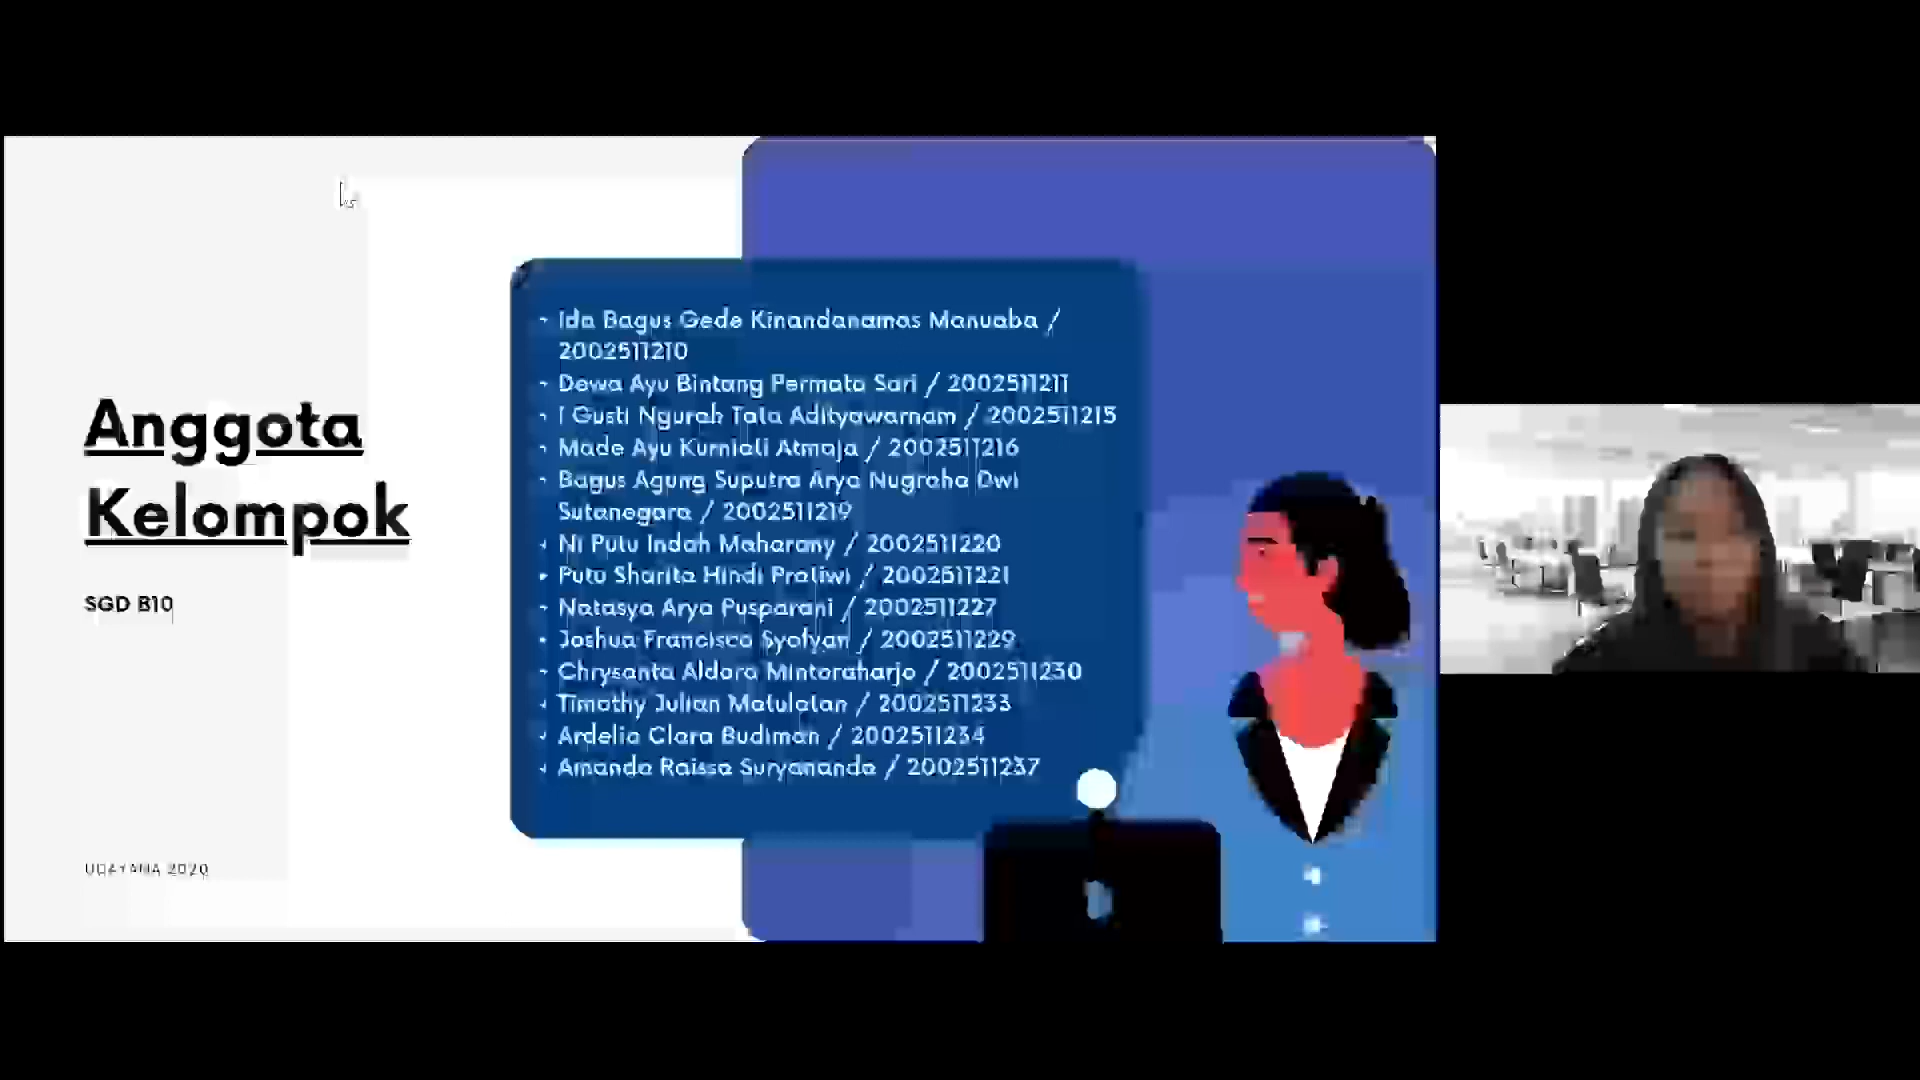 Anggota
Kelompok
SGD B10
UDAYANA 2020
Ida Bagus Gede Kinandanamas Manuaba /
2002511210
Dewa Ayu Bintang Permata Sari / 2002511211
I Gusti Ngurah Tata Adityawarnam / 2002511215
Made Ayu Kurniati Atmaja / 2002511216
Bagus Agung Suputra Arya Nugraha Dwi
Sutanegara / 2002511219
Ni Putu Indah Maharany / 2002511220
Putu Sharita Hindi Pratiwi / 2002511221
Natasya Arya Pusparani / 2002511227
Joshua Francisco Syofyan / 2002511229
Chrysanta Aldora Mintoraharjo / 2002511230
Timothy Julian / 2002511233
Ardelia Clara Budiman / 2002511234
Amanda Raissa Suryananda / 2002511237